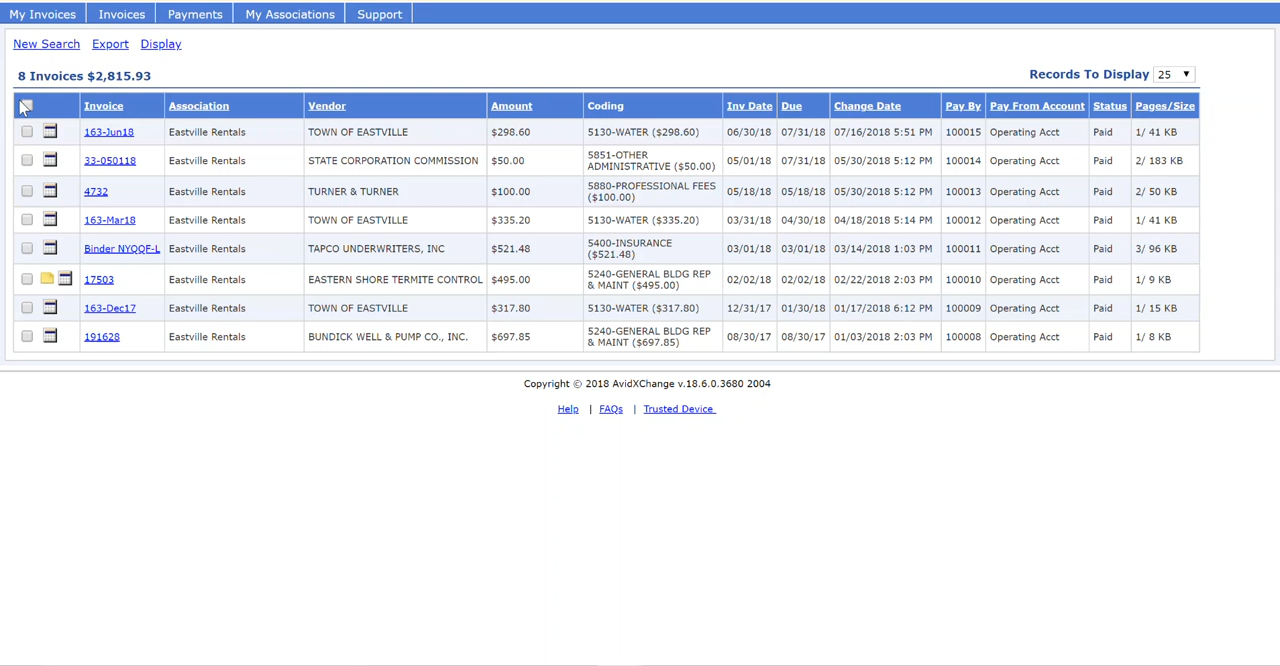 My Invoices Invoices Payments My Associations Support
New Search Export Display
8 Invoices $2,815.93 Records To Display 25
Invoice Association Vendor Amount Coding Inv Date Due Change Date Pay By Pay From Account Status Pages/Size
163-Jun18 Eastville Rentals TOWN OF EASTVILLE $298.60 5130-WATER ($298.60) 06/30/18 07/31/18 07/16/2018 5:51 PM 100015 Operating Acct Paid 1/ 41 KB
33-050118 Eastville Rentals STATE CORPORATION COMMISSION $50.00 5851-OTHER
ADMINISTRATIVE ($50.00) 05/01/18 07/31/18 05/30/2018 5:12 PM 100014 Operating Acct Paid 2/ 183 KB
4732 Eastville Rentals TURNER & TURNER $100.00 5880-PROFESSIONAL FEES
($100.00) 05/18/18 05/18/18 05/30/2018 5:12 PM 100013 Operating Acct Paid 2/ 50 KB
163-Mar18 Eastville Rentals TOWN OF EASTVILLE $335.20 5130-WATER ($335.20) 03/31/18 04/30/18 04/18/2018 5:14 PM 100012 Operating Acct Paid 1/ 41 KB
Binder NYQQF-L Eastville Rentals TAPCO UNDERWRITERS, INC $521.48 5400-INSURANCE
($521.48) 03/01/18 03/01/18 03/14/2018 1:03 PM 100011 Operating Acct Paid 3/ 96 KB
17503 Eastville Rentals EASTERN SHORE TERMITE CONTROL $495.00 5240-GENERAL BLDG REP
& MAINT ($495.00) 02/02/18 02/02/18 02/22/2018 2:03 PM 100010 Operating Acct Paid 1/ 9 KB
163-Dec17 Eastville Rentals TOWN OF EASTVILLE $317.80 5130-WATER ($317.80) 12/31/17 01/30/18 01/17/2018 6:12 PM 100009 Operating Acct Paid 1/ 15 KB
191628 Eastville Rentals BUNDICK WELL & PUMP CO., INC. $697.85 5240-GENERAL BLDG REP
& MAINT ($697.85) 08/30/17 08/30/17 01/03/2018 2:03 PM 100008 Operating Acct Paid 1/ 8 KB
Copyright © 2018 AvidXChange v.18.6.0.3680 2004
Help | FAQs | Trusted Device